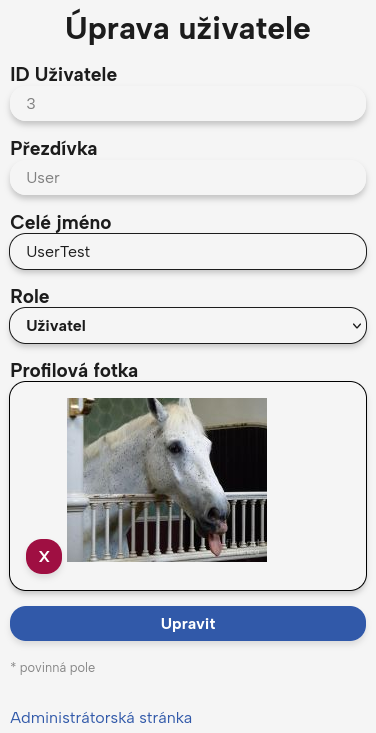 Úprava uživatele
ID Uživatele
3
Přezdívka
User
Celé jméno
UserTest
Role
Uživatel
Profilová fotka
X
Upravit
* povinná pole
Administrátorská stránka